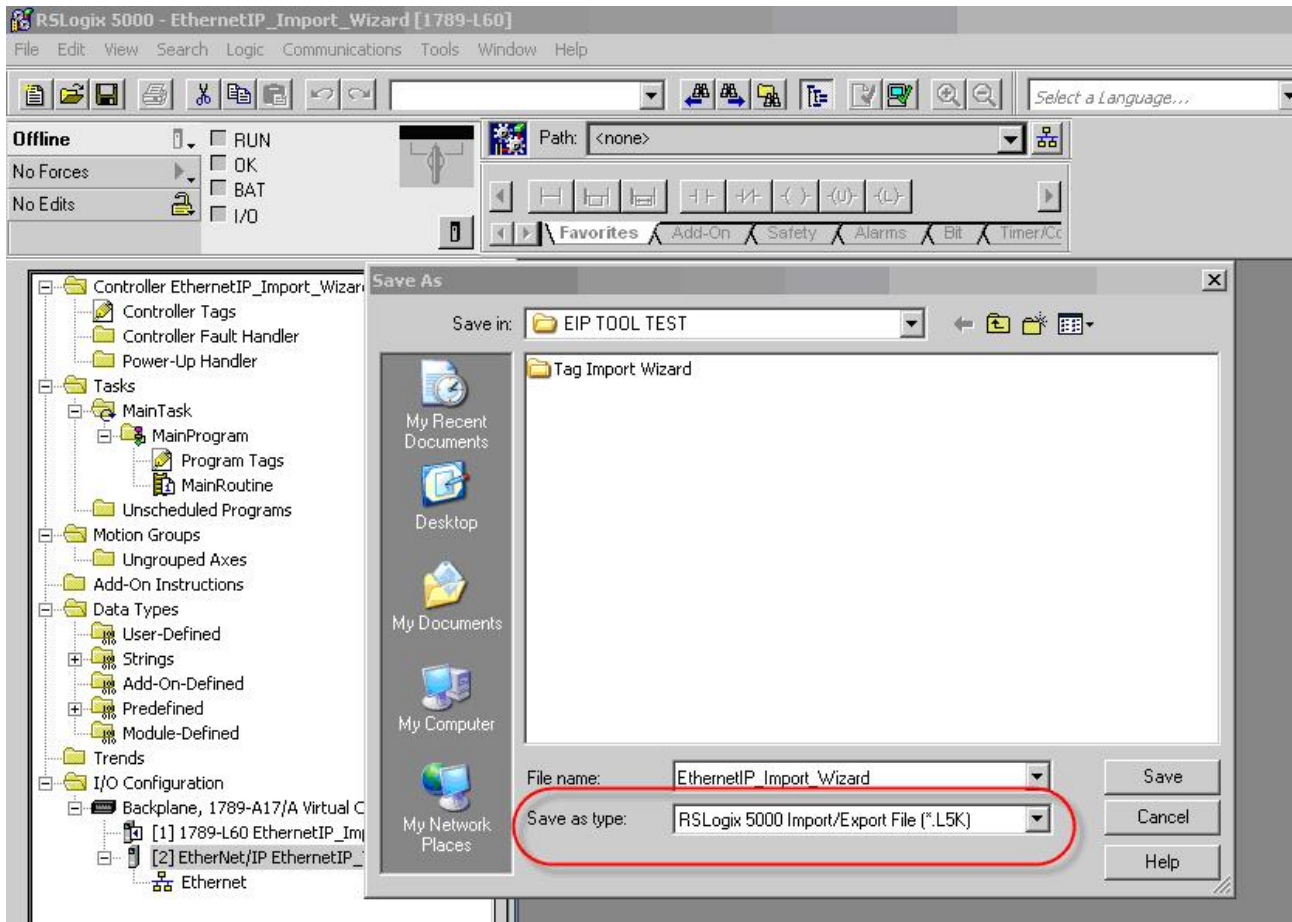 RSLogix 5000 - EthernetIP_Import_Wizard [1789-L60]
File Edit View Search Logic Communications Tools Window Help
Select a Language...
Offline
RUN
No Forces
OK
BAT
No Edits
I/O
Path: <none>
Favorites Add-On Safety Alarms Bit Timer/Cc
Controller EthernetIP_Import_Wizar
Controller Tags
Controller Fault Handler
Power-Up Handler
Tasks
MainTask
MainProgram
Program Tags
MainRoutine
Unscheduled Programs
Motion Groups
Ungrouped Axes
Add-On Instructions
Data Types
User-Defined
Strings
Add-On-Defined
Predefined
Module-Defined
Trends
I/O Configuration
Backplane, 1789-A17/A Virtual C
[1] 1789-L60 EthernetIP_Im
[2] EtherNet/IP EthernetIP_
Ethernet
Save As
Save in: EIP TOOL TEST
Tag Import Wizard
My Recent
Documents
Desktop
My Documents
My Computer
My Network
Places
File name: EthernetIP_Import_Wizard
Save
Save as type: RSLogix 5000 Import/Export File (*.L5K)
Cancel
Help